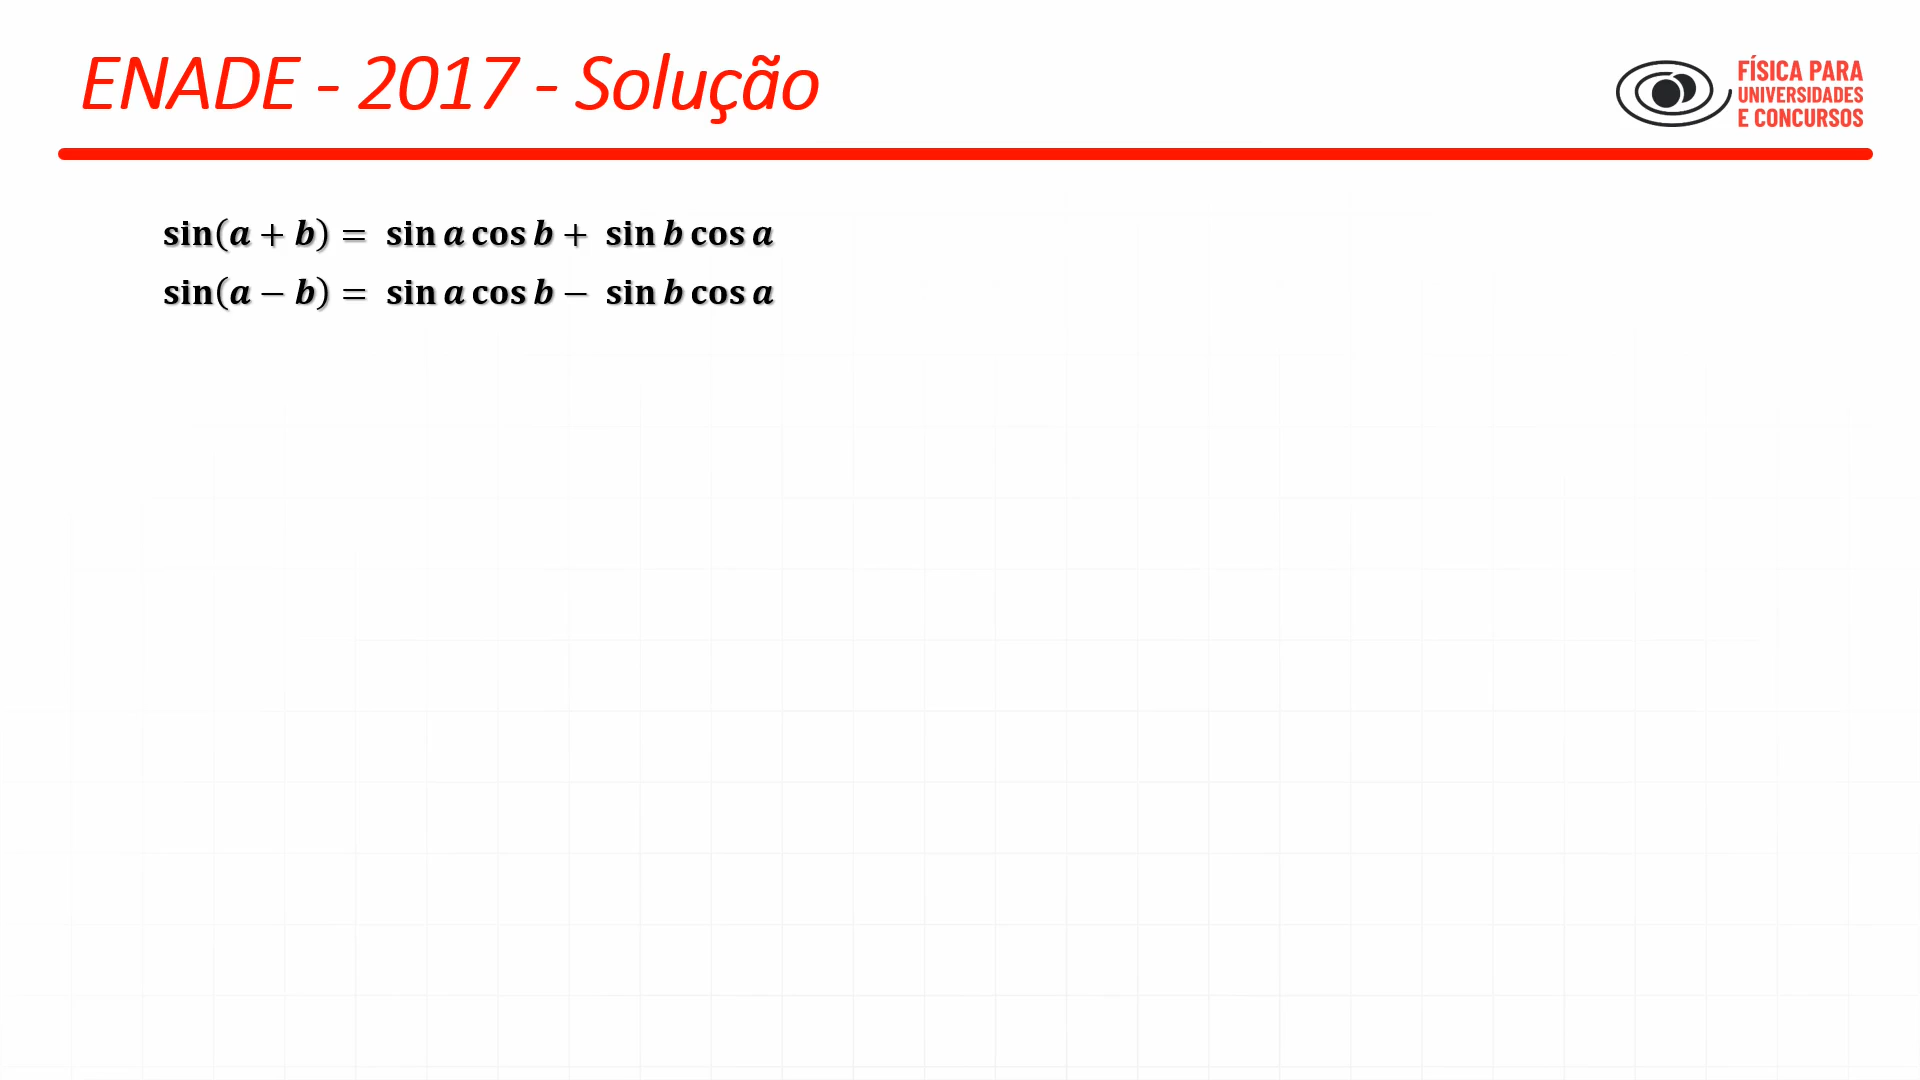 ENADE - 2017 - Solução
FÍSICA PARA
UNIVERSIDADES
E CONCURSOS
sin(a + b) = sin a cos b + sin b cos a
sin(a − b) = sin a cos b − sin b cos a